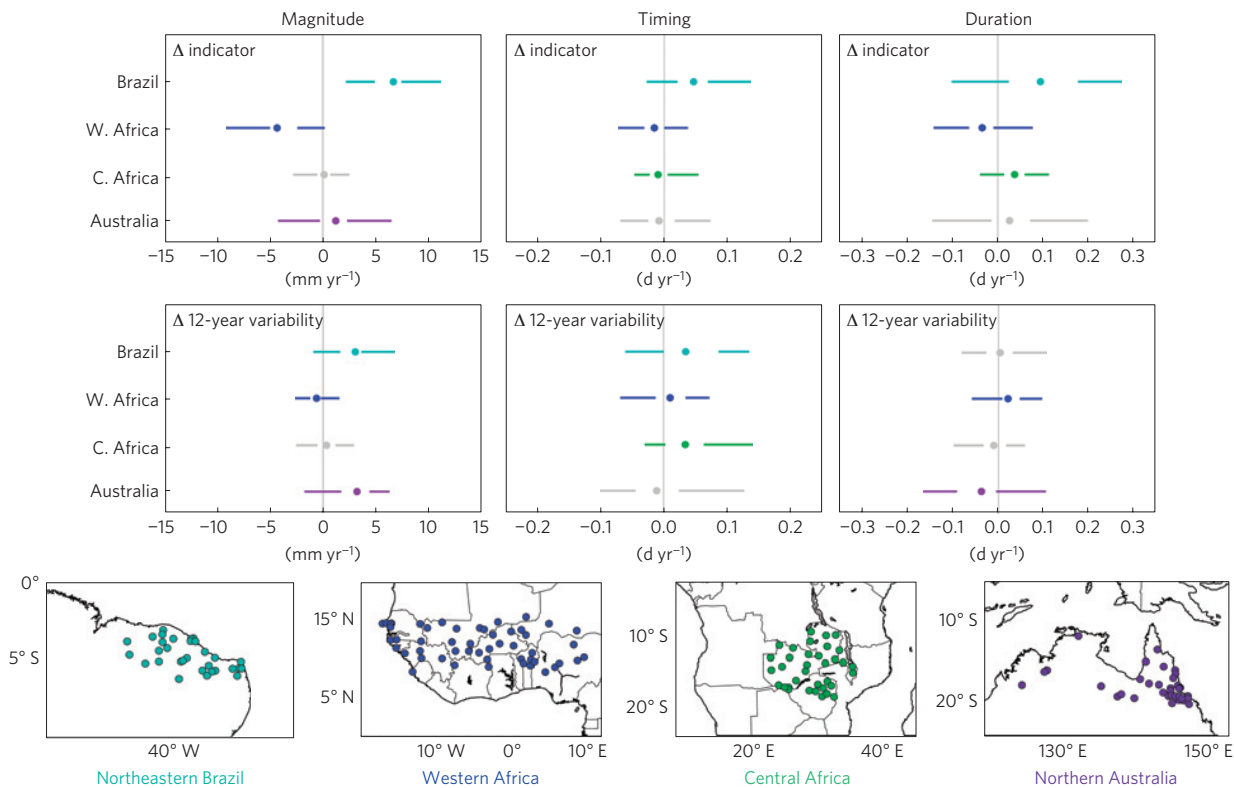 Magnitude Timing Duration
Δ indicator Δ indicator Δ indicator
Brazil
W. Africa
C. Africa
Australia
−15 −10 −5 0 5 10 15 −0.2 −0.1 0.0 0.1 0.2 −0.3 −0.2 −0.1 0.0 0.1 0.2 0.3
(mm yr⁻¹) (d yr⁻¹) (d yr⁻¹)
Δ 12-year variability Δ 12-year variability Δ 12-year variability
Brazil
W. Africa
C. Africa
Australia
−15 −10 −5 0 5 10 15 −0.2 −0.1 0 0.1 0.2 −0.3 −0.2 −0.1 0.0 0.1 0.2 0.3
(mm yr⁻¹) (d yr⁻¹) (d yr⁻¹)
0°
5° S
40° W
15° N
5° N
10° W 0° 10° E
10° S
20° S
20° E 40° E
10° S
20° S
130° E 150° E
Northeastern Brazil Western Africa Central Africa Northern Australia